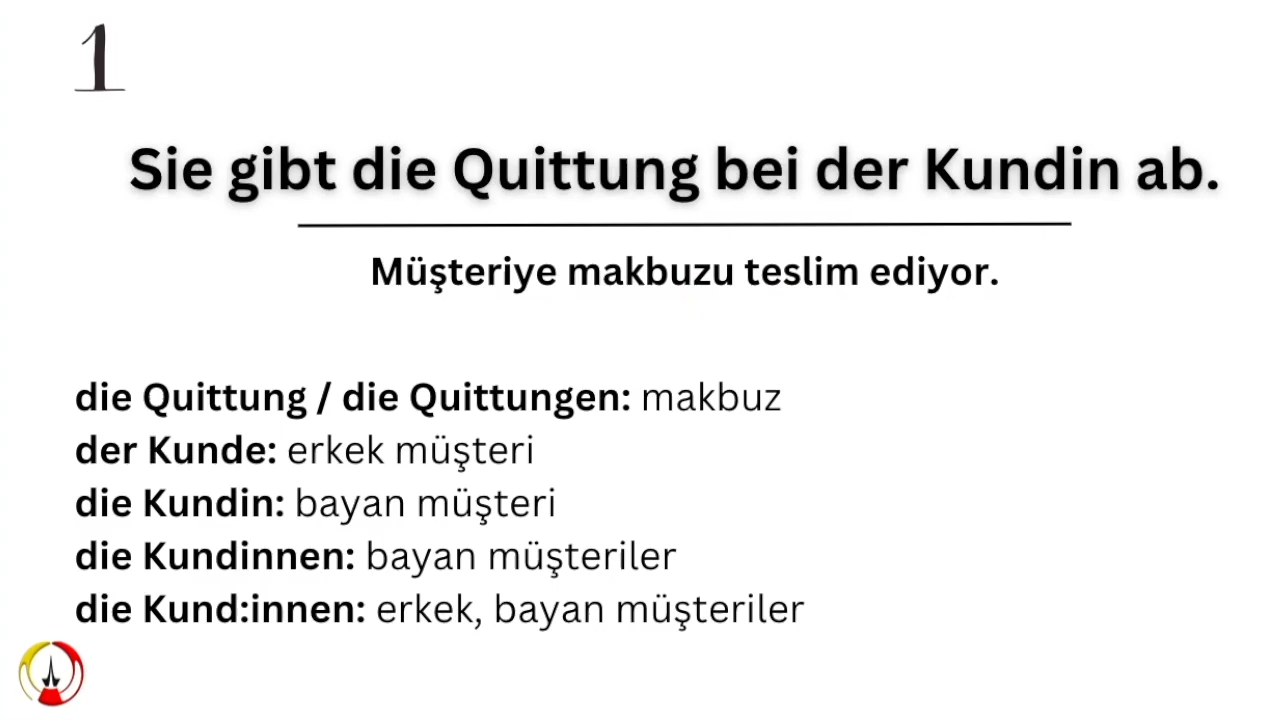 1
Sie gibt die Quittung bei der Kundin ab.
Müşteriye makbuzu teslim ediyor.
die Quittung / die Quittungen: makbuz
der Kunde: erkek müşteri
die Kundin: bayan müşteri
die Kundinnen: bayan müşteriler
die Kund:innen: erkek, bayan müşteriler